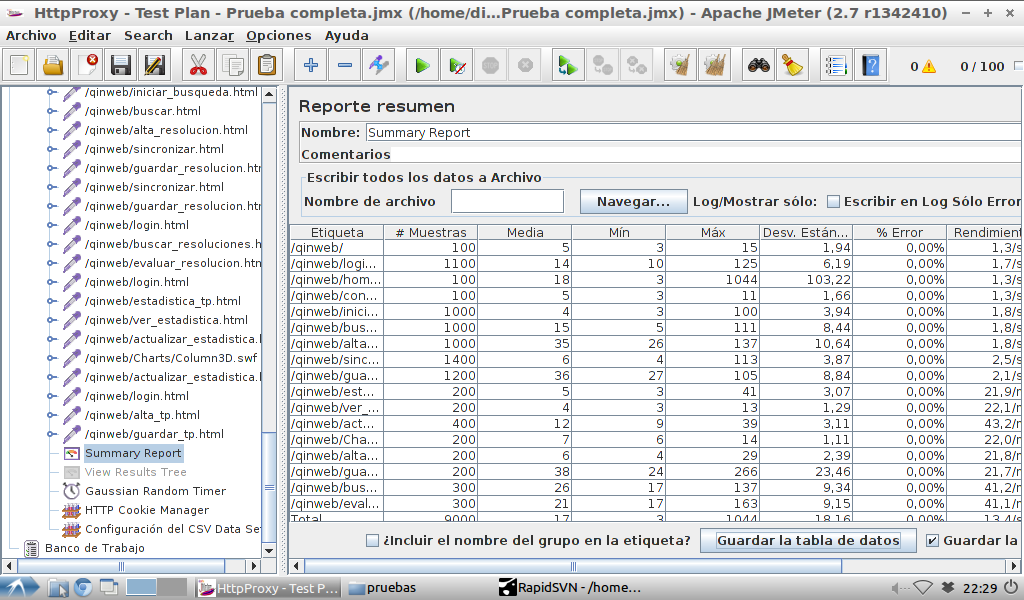 HttpProxy - Test Plan - Prueba completa.jmx (/home/di...Prueba completa.jmx) - Apache JMeter (2.7 r1342410)
Archivo Editar Search Lanzar Opciones Ayuda
0 0 / 100
/qinweb/iniciar_busqueda.html
/qinweb/buscar.html
/qinweb/alta_resolucion.html
/qinweb/sincronizar.html
/qinweb/guardar_resolucion.htr
/qinweb/sincronizar.html
/qinweb/guardar_resolucion.htr
/qinweb/login.html
/qinweb/buscar_resoluciones.h
/qinweb/evaluar_resolucion.htn
/qinweb/login.html
/qinweb/estadistica_tp.html
/qinweb/ver_estadistica.html
/qinweb/actualizar_estadistica.l
/qinweb/Charts/Column3D.swf
/qinweb/actualizar_estadistica.l
/qinweb/login.html
/qinweb/alta_tp.html
/qinweb/guardar_tp.html
Summary Report
View Results Tree
Gaussian Random Timer
HTTP Cookie Manager
Configuración del CSV Data Se
Banco de Trabajo
Reporte resumen
Nombre: Summary Report
Comentarios
Escribir todos los datos a Archivo
Nombre de archivo Navegar... Log/Mostrar sólo: Escribir en Log Sólo Error
Etiqueta # Muestras Media Mín Máx Desv. Están... % Error Rendimient
/qinweb/ 100 5 3 15 1,94 0,00% 1,3/s
/qinweb/logi... 1100 14 10 125 6,19 0,00% 1,7/s
/qinweb/hom... 100 18 3 1044 103,22 0,00% 1,3/s
/qinweb/con... 100 5 3 11 1,66 0,00% 1,3/s
/qinweb/inici... 1000 4 3 100 3,94 0,00% 1,8/s
/qinweb/bus... 1000 15 5 111 8,44 0,00% 1,8/s
/qinweb/alta... 1000 35 26 137 10,64 0,00% 1,8/s
/qinweb/sinc... 1400 6 4 113 3,87 0,00% 2,5/s
/qinweb/gua... 1200 36 27 105 8,84 0,00% 2,1/s
/qinweb/est... 200 5 3 41 3,07 0,00% 21,9/r
/qinweb/ver_... 200 4 3 13 1,29 0,00% 22,1/r
/qinweb/act... 400 12 9 39 3,11 0,00% 43,2/r
/qinweb/Cha... 200 7 6 14 1,11 0,00% 22,0/r
/qinweb/alta... 200 6 4 29 2,39 0,00% 21,8/r
/qinweb/gua... 200 38 24 266 23,46 0,00% 21,7/r
/qinweb/bus... 300 26 17 137 9,34 0,00% 41,2/r
/qinweb/eval... 300 21 17 163 9,15 0,00% 41,1/r
Total 9000 17 3 1044 18,16 0,00% 13,4/s
¿Incluir el nombre del grupo en la etiqueta? Guardar la tabla de datos Guardar la
HttpProxy - Test P... pruebas RapidSVN - /home... 22:29